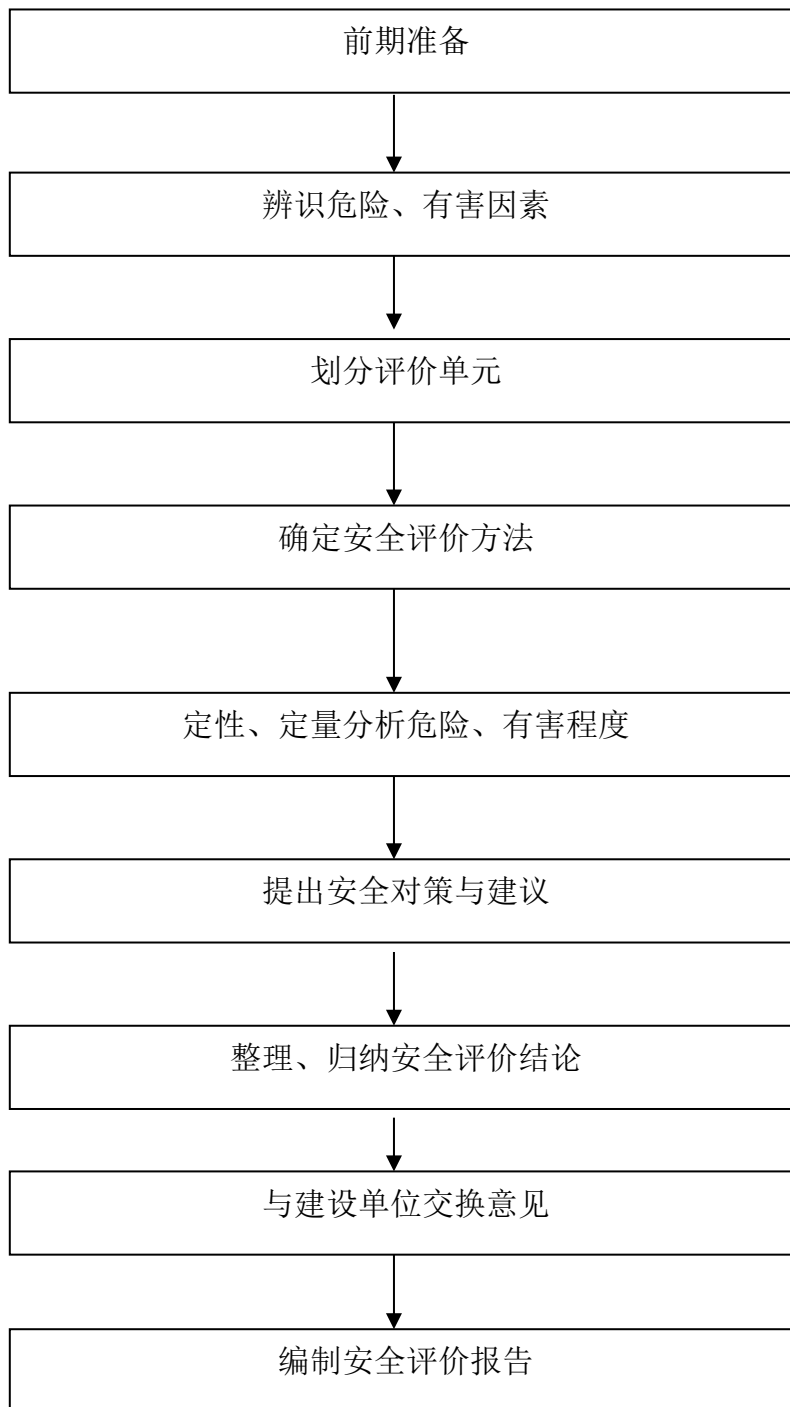 前期准备
辨识危险、有害因素
划分评价单元
确定安全评价方法
定性、定量分析危险、有害程度
提出安全对策与建议
整理、归纳安全评价结论
与建设单位交换意见
编制安全评价报告